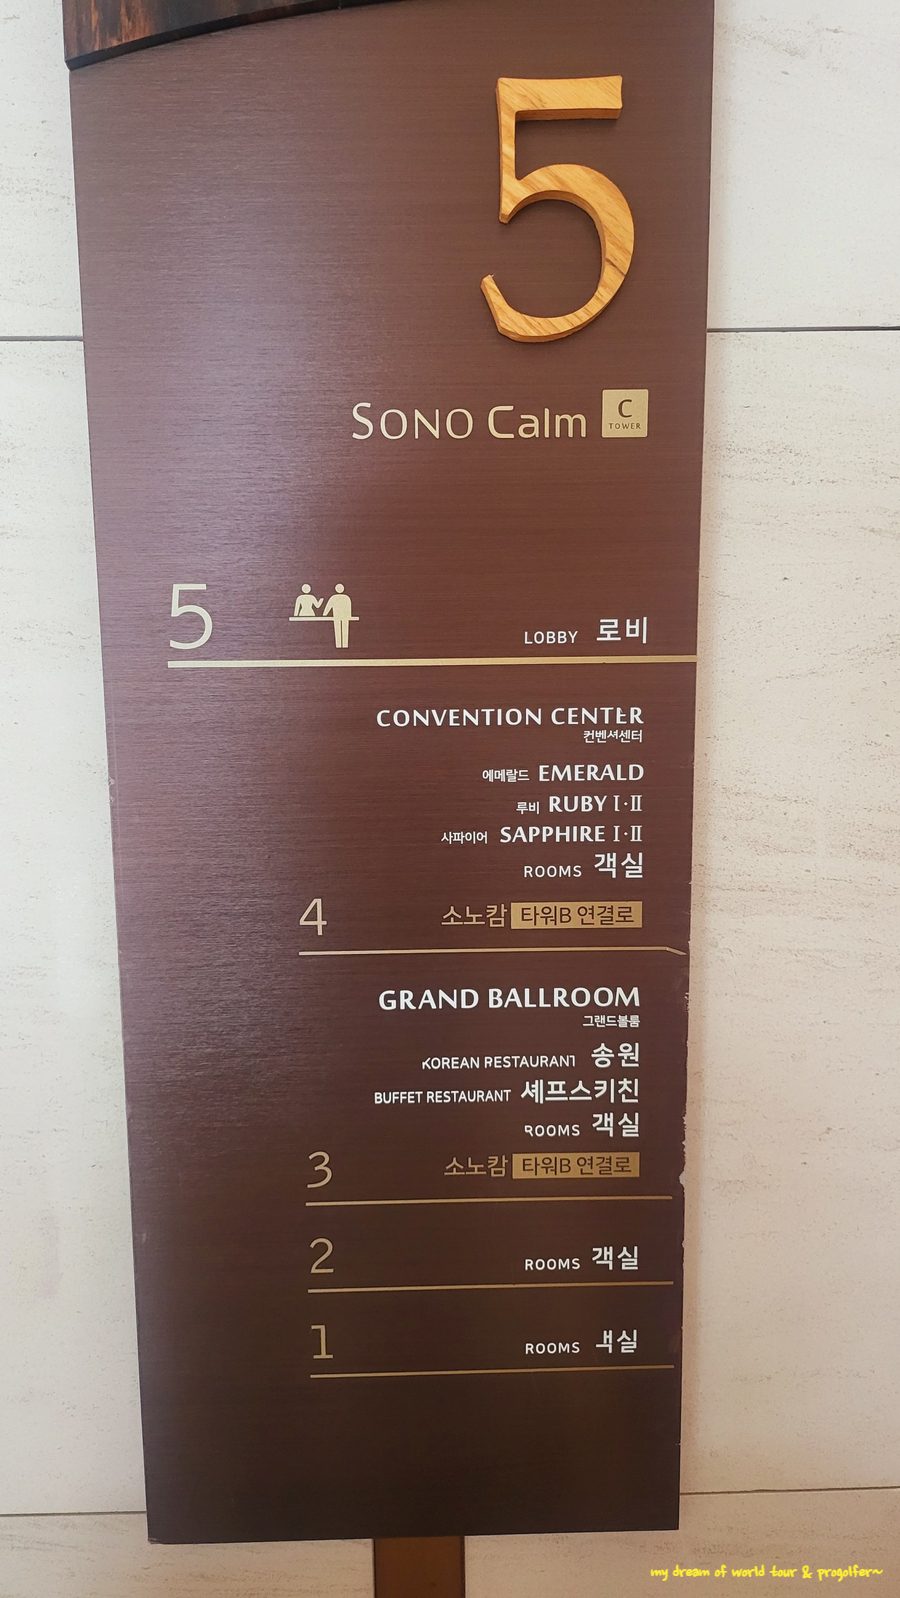 5
SONO Calm C TOWER
5 LOBBY 로비
CONVENTION CENTER
컨벤션센터
에메랄드 EMERALD
루비 RUBY I·II
사파이어 SAPPHIRE I·II
ROOMS 객실
4 소노캄 타워B 연결로
GRAND BALLROOM
그랜드볼룸
KOREAN RESTAURANT 송원
BUFFET RESTAURANT 셰프스키친
ROOMS 객실
3 소노캄 타워B 연결로
2 ROOMS 객실
1 ROOMS 객실
my dream of world tour & progolfer~